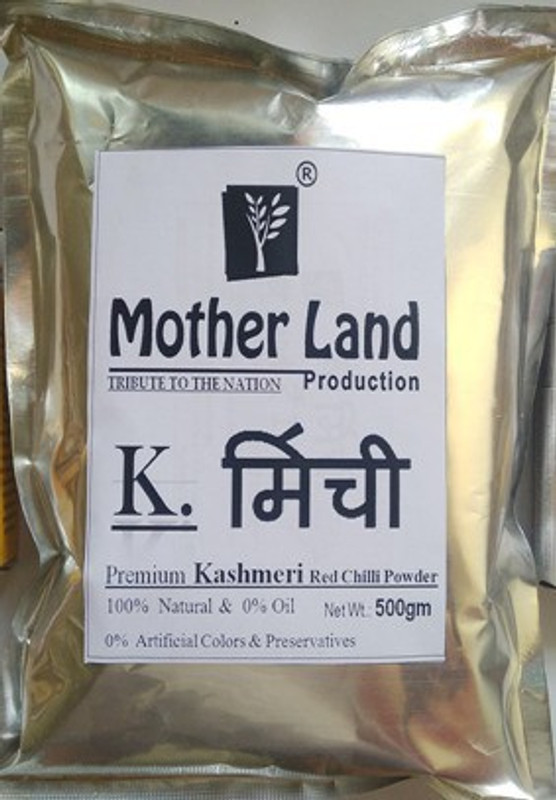 ®
Mother Land
TRIBUTE TO THE NATION Production
K. र्मिची
Premium Kashmeri Red Chilli Powder
100% Natural & 0% Oil Net Wt.: 500gm
0% Artificial Colors & Preservatives